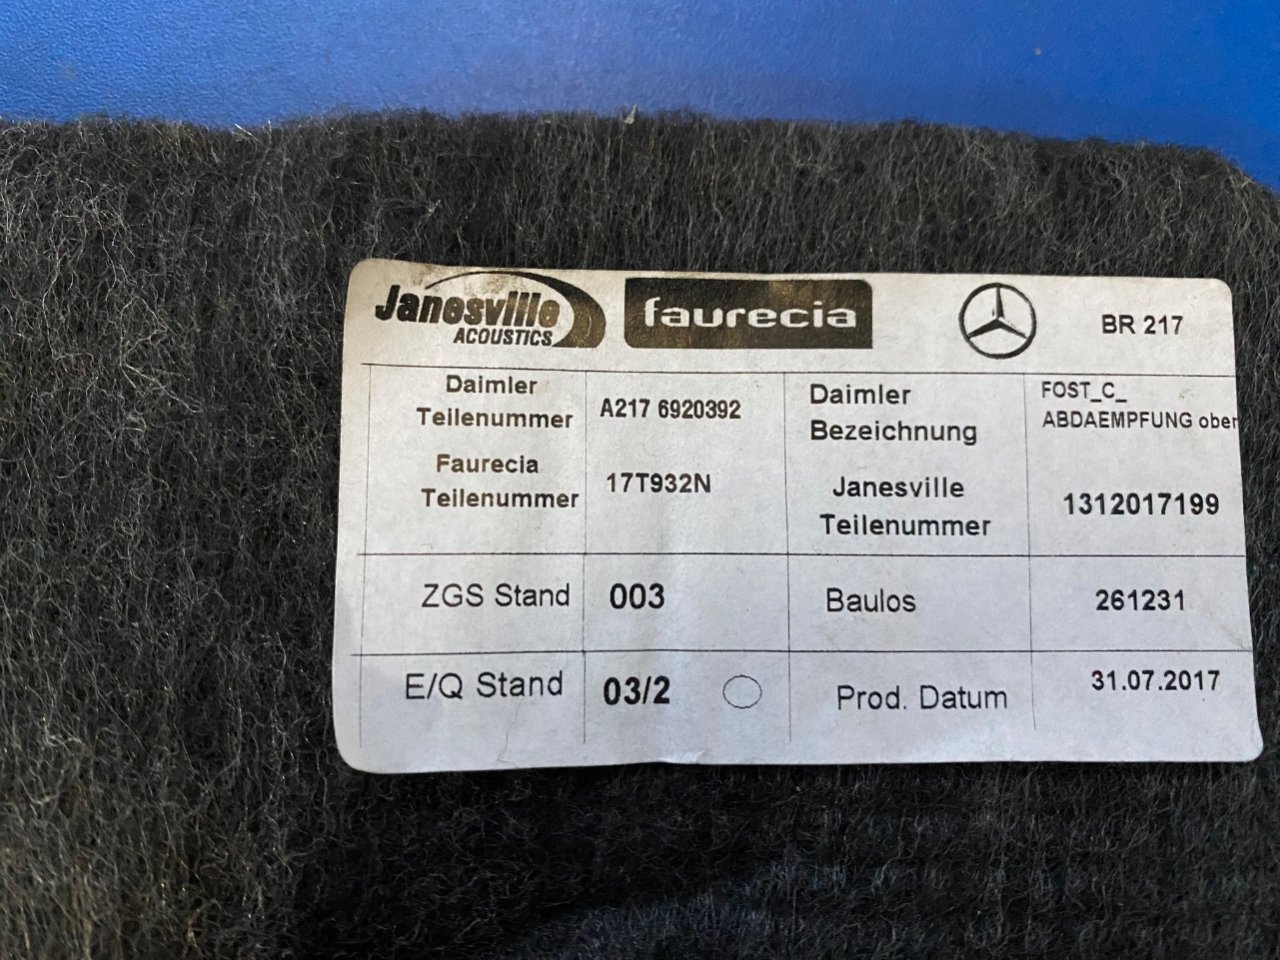 Janesville
ACOUSTICS
faurecia
BR 217
Daimler
Teilenummer
A217 6920392
Daimler
Bezeichnung
FOST_C_
ABDAEMPFUNG ober
Faurecia
Teilenummer
17T932N
Janesville
Teilenummer
1312017199
ZGS Stand
003
Baulos
261231
E/Q Stand
03/2
Prod. Datum
31.07.2017